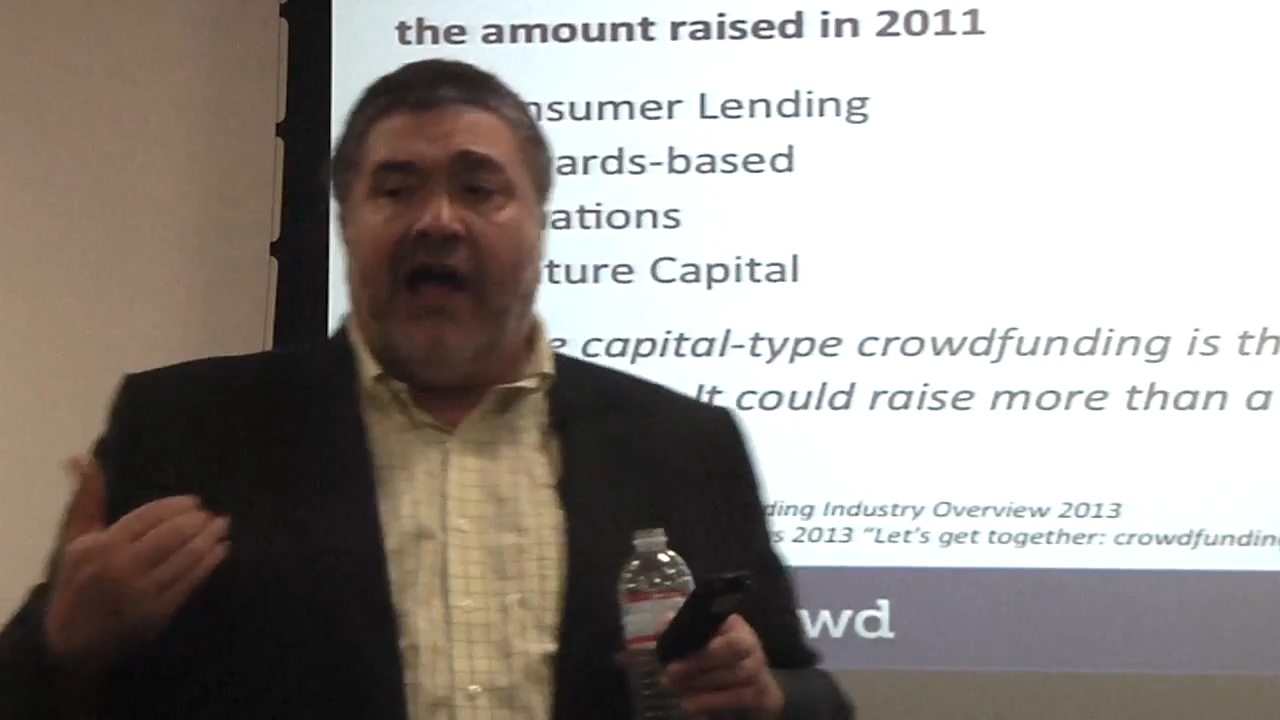 the amount raised in 2011
nsumer Lending
ards-based
ations
ture Capital
e capital-type crowdfunding is th
It could raise more than a
ding Industry Overview 2013
s 2013 “Let's get together: crowdfundin
wd